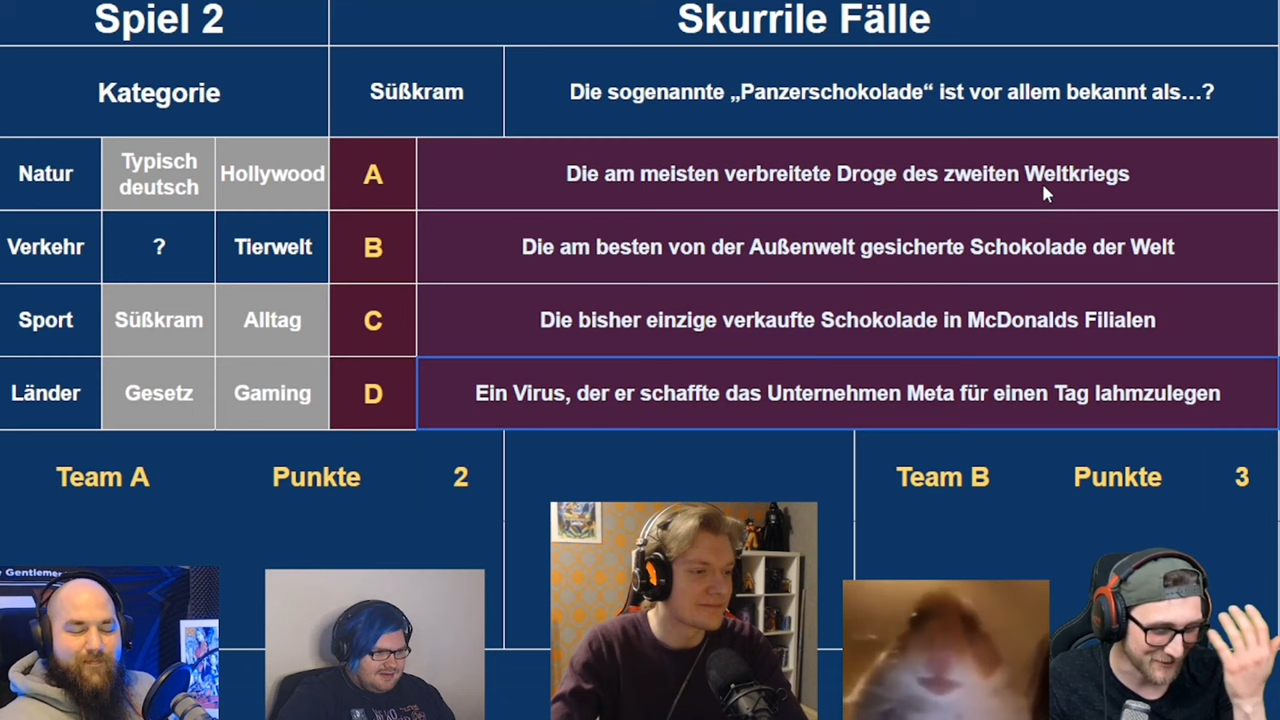 Spiel 2
Skurrile Fälle
Kategorie
Süßkram
Die sogenannte „Panzerschokolade“ ist vor allem bekannt als…?
Natur
Typisch
deutsch
Hollywood
A
Die am meisten verbreitete Droge des zweiten Weltkriegs
Verkehr
?
Tierwelt
B
Die am besten von der Außenwelt gesicherte Schokolade der Welt
Sport
Süßkram
Alltag
C
Die bisher einzige verkaufte Schokolade in McDonalds Filialen
Länder
Gesetz
Gaming
D
Ein Virus, der er schaffte das Unternehmen Meta für einen Tag lahmzulegen
Team A
Punkte
2
Team B
Punkte
3